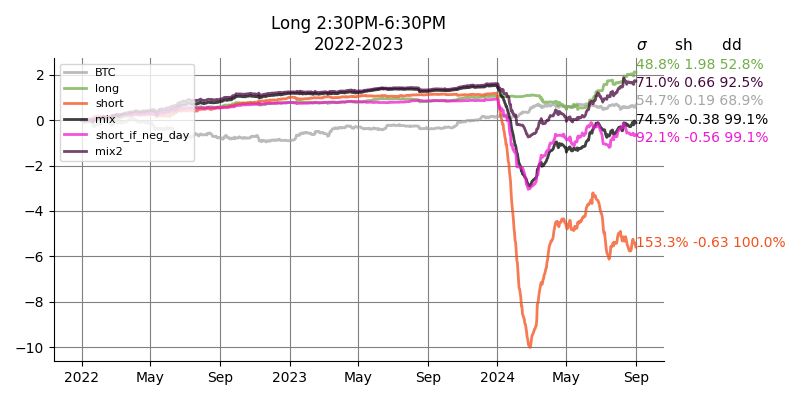 Long 2:30PM-6:30PM
2022-2023
σ sh dd
48.8% 1.98 52.8%
71.0% 0.66 92.5%
54.7% 0.19 68.9%
74.5% -0.38 99.1%
92.1% -0.56 99.1%
153.3% -0.63 100.0%
BTC
long
short
mix
short_if_neg_day
mix2
2
0
−2
−4
−6
−8
−10
2022 May Sep 2023 May Sep 2024 May Sep